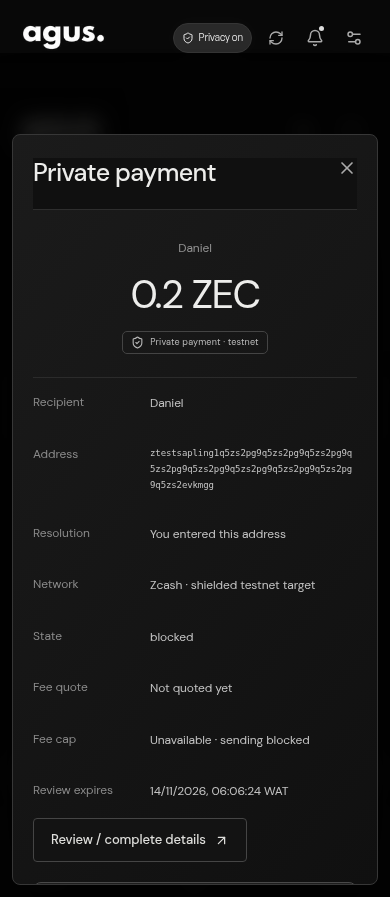 agus.
Privacy on
Private payment
Daniel
0.2 ZEC
Private payment · testnet
Recipient
Daniel
Address
ztestsapling1q5zs2pg9q5zs2pg9q5zs2pg9q
5zs2pg9q5zs2pg9q5zs2pg9q5zs2pg9q5zs2pg
9q5zs2evkmgg
Resolution
You entered this address
Network
Zcash · shielded testnet target
State
blocked
Fee quote
Not quoted yet
Fee cap
Unavailable · sending blocked
Review expires
14/11/2026, 06:06:24 WAT
Review / complete details